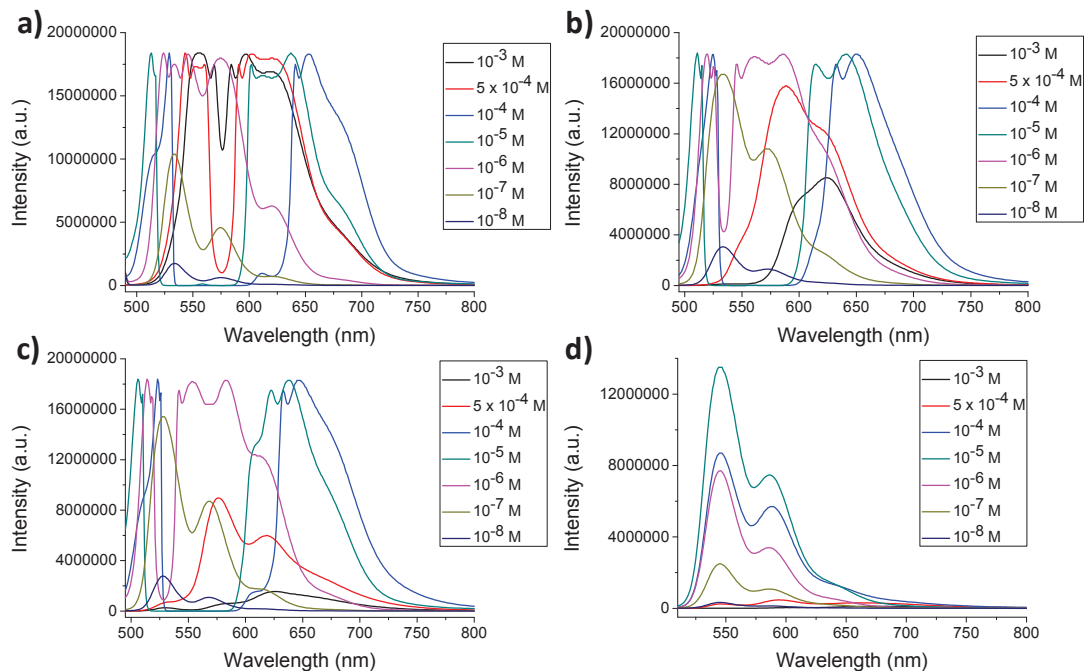 a)
20000000
15000000
10000000
5000000
0
Intensity (a.u.)
500 550 600 650 700 750 800
Wavelength (nm)
10⁻³ M
5 x 10⁻⁴ M
10⁻⁴ M
10⁻⁵ M
10⁻⁶ M
10⁻⁷ M
10⁻⁸ M
b)
20000000
16000000
12000000
8000000
4000000
0
Intensity (a.u.)
500 550 600 650 700 750 800
Wavelength (nm)
10⁻³ M
5 x 10⁻⁴ M
10⁻⁴ M
10⁻⁵ M
10⁻⁶ M
10⁻⁷ M
10⁻⁸ M
c)
20000000
16000000
12000000
8000000
4000000
0
Intensity (a.u.)
500 550 600 650 700 750 800
Wavelength (nm)
10⁻³ M
5 x 10⁻⁴ M
10⁻⁴ M
10⁻⁵ M
10⁻⁶ M
10⁻⁷ M
10⁻⁸ M
d)
12000000
8000000
4000000
0
Intensity (a.u.)
550 600 650 700 750 800
Wavelength (nm)
10⁻³ M
5 x 10⁻⁴ M
10⁻⁴ M
10⁻⁵ M
10⁻⁶ M
10⁻⁷ M
10⁻⁸ M